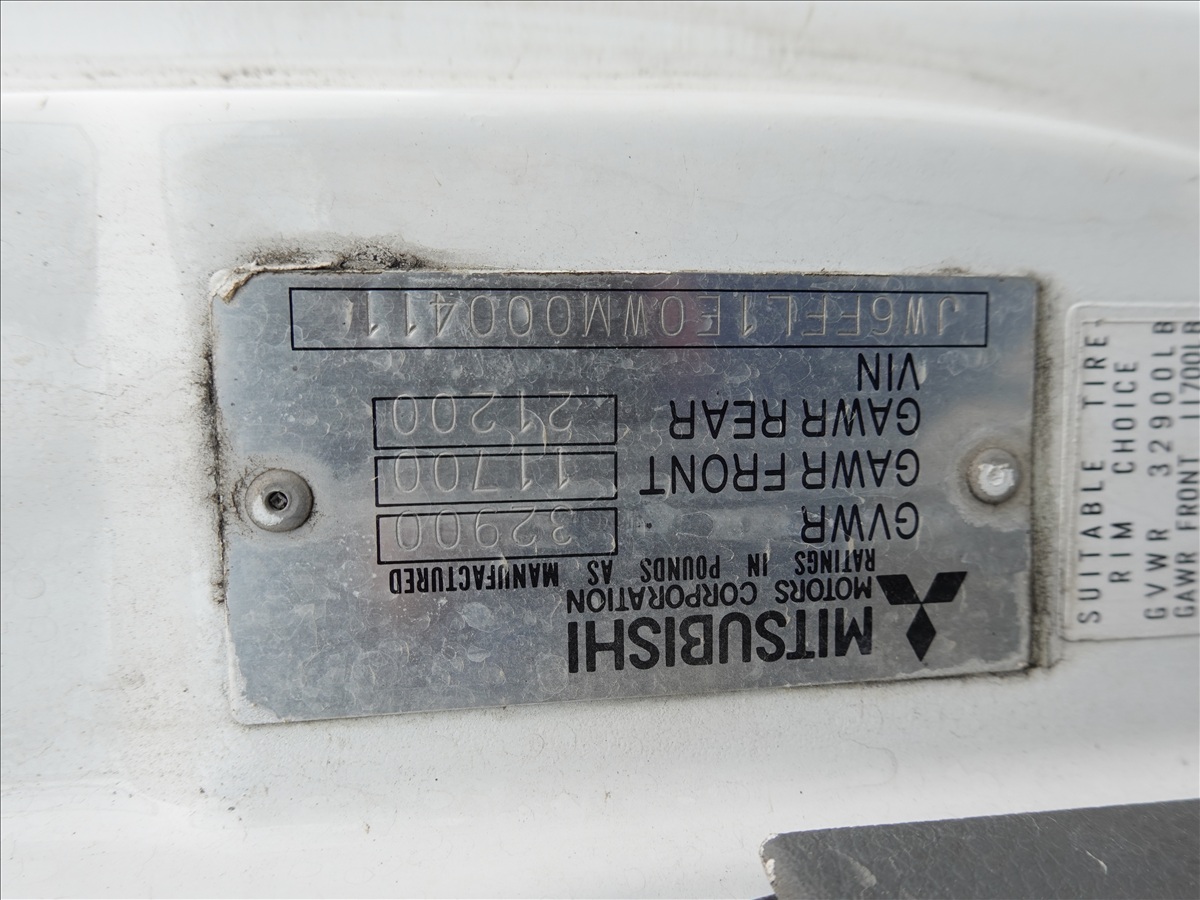 MITSUBISHI
MOTORS CORPORATION
RATINGS IN POUNDS AS MANUFACTURED
GVWR 32900
GAWR FRONT 11700
GAWR REAR 21200
VIN
JW6FFL1E0WM000411
SUITABLE TIRE-
RIM CHOICE
GVWR 32900LB
GAWR FRONT 11700LB